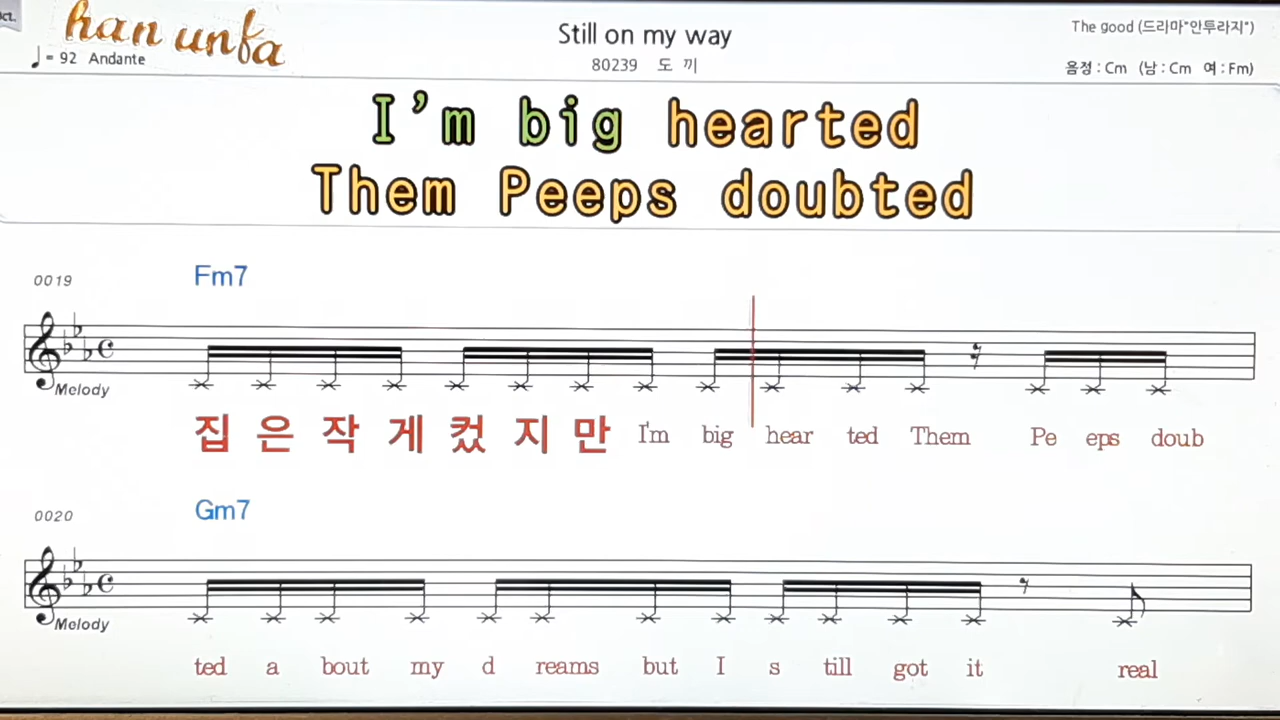 ct.
han unfa
♩= 92 Andante
Still on my way
80239 도 끼
The good (드라마"안투라지")
음정 : Cm (남 : Cm 여 : Fm)
I'm big hearted
Them Peeps doubted
0019
Fm7
Melody
집 은 작 게 컸 지 만 I'm big hear ted Them Pe eps doub
0020
Gm7
Melody
ted a bout my d reams but I s till got it real